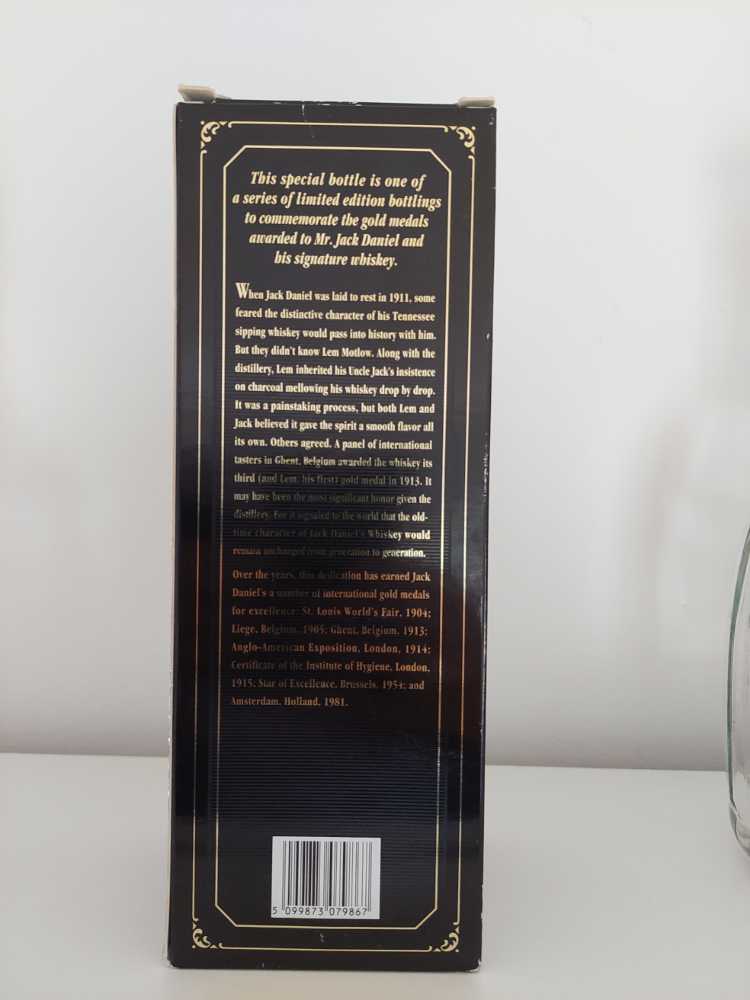 This special bottle is one of
a series of limited edition bottlings
to commemorate the gold medals
awarded to Mr. Jack Daniel and
his signature whiskey.
When Jack Daniel was laid to rest in 1911, some
feared the distinctive character of his Tennessee
sipping whiskey would pass into history with him.
But they didn't know Lem Motlow. Along with the
distillery, Lem inherited his Uncle Jack's insistence
on charcoal mellowing his whiskey drop by drop.
It was a painstaking process, but both Lem and
Jack believed it gave the spirit a smooth flavor all
its own. Others agreed. A panel of international
tasters in Ghent, Belgium awarded the whiskey its
third (and Lem, his first) gold medal in 1913. It
may have been the most significant honor given the
distillery. For it signaled to the world that the old-
time character of Jack Daniel's Whiskey would
remain unchanged from generation to generation.
Over the years, this dedication has earned Jack
Daniel's a number of international gold medals
for excellence: St. Louis World's Fair, 1904;
Liege, Belgium, 1905; Ghent, Belgium, 1913;
Anglo-American Exposition, London, 1914;
Certificate of the Institute of Hygiene, London,
1915; Star of Excellence, Brussels, 1954; and
Amsterdam, Holland, 1981.
5 099873 079867